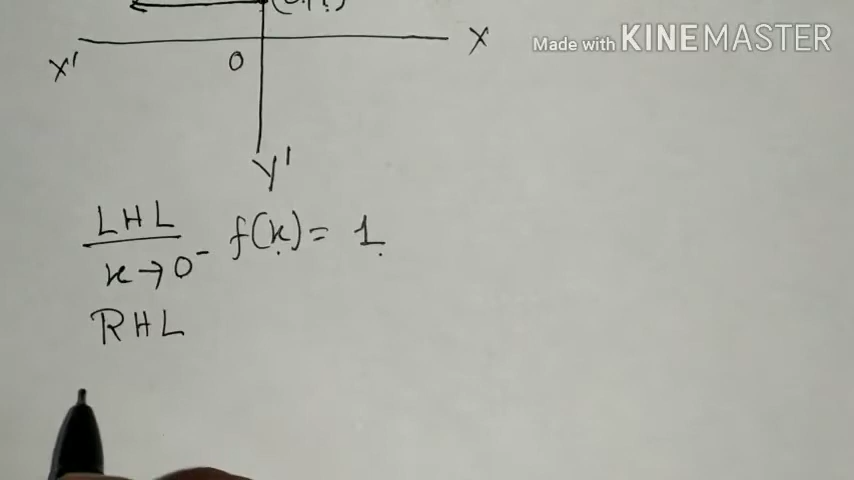 X
Made with KINEMASTER
X'
0
Y'
LHL
x→0⁻ f(x) = 1
RHL